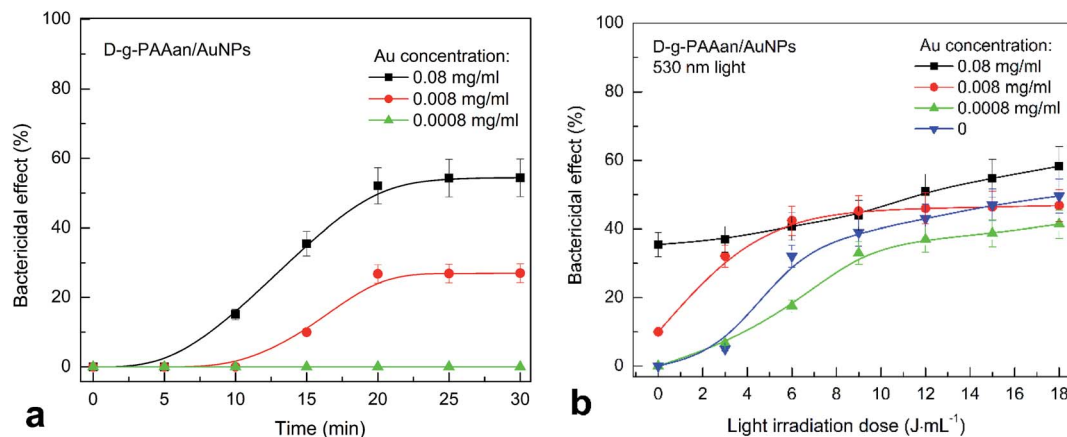 D-g-PAAan/AuNPs
Au concentration:
0.08 mg/ml
0.008 mg/ml
0.0008 mg/ml
Bactericidal effect (%)
100
80
60
40
20
0
0 5 10 15 20 25 30
Time (min)
a
D-g-PAAan/AuNPs
530 nm light
Au concentration:
0.08 mg/ml
0.008 mg/ml
0.0008 mg/ml
0
Bactericidal effect (%)
100
80
60
40
20
0
0 2 4 6 8 10 12 14 16 18
Light irradiation dose (J·mL⁻¹)
b